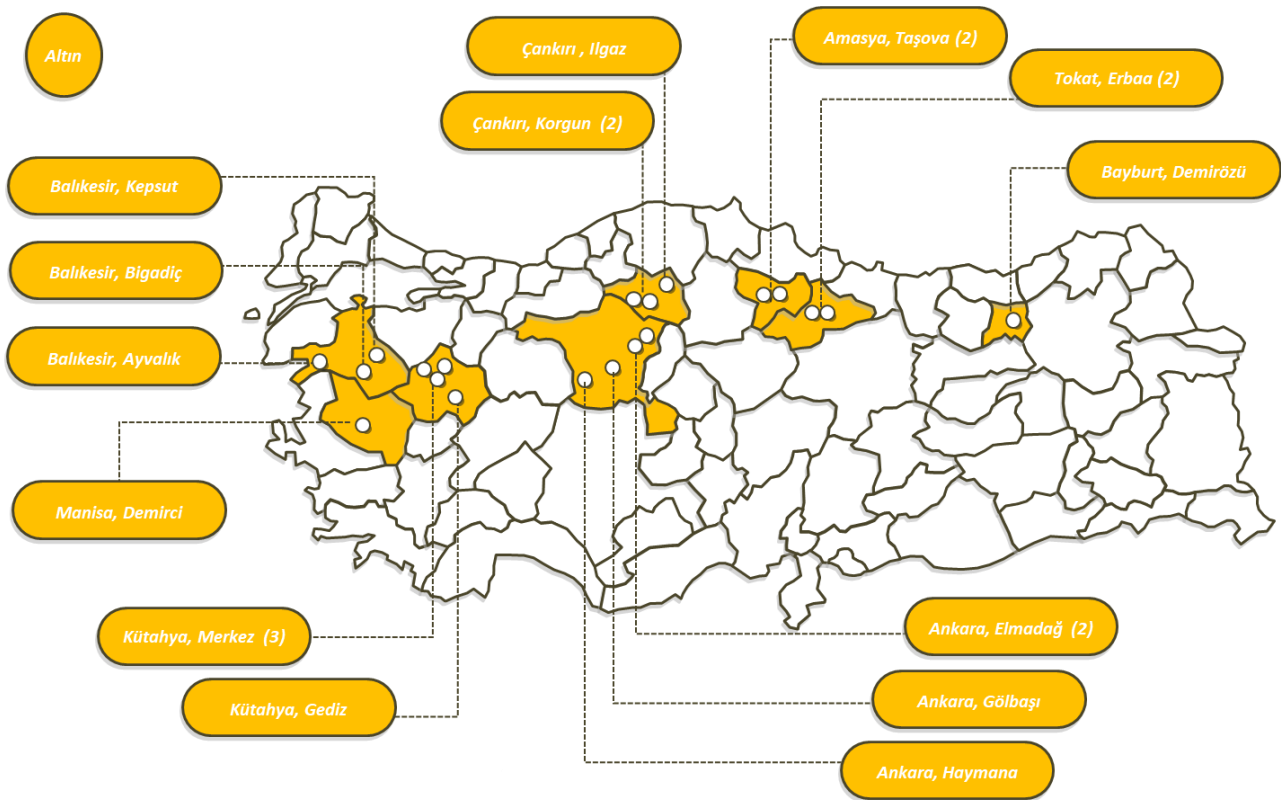 Altın
Çankırı , Ilgaz
Amasya, Taşova (2)
Tokat, Erbaa (2)
Çankırı, Korgun  (2)
Bayburt, Demirözü
Balıkesir, Kepsut
Balıkesir, Bigadiç
Balıkesir, Ayvalık
Manisa, Demirci
Kütahya, Merkez  (3)
Ankara, Elmadağ (2)
Kütahya, Gediz
Ankara, Gölbaşı
Ankara, Haymana